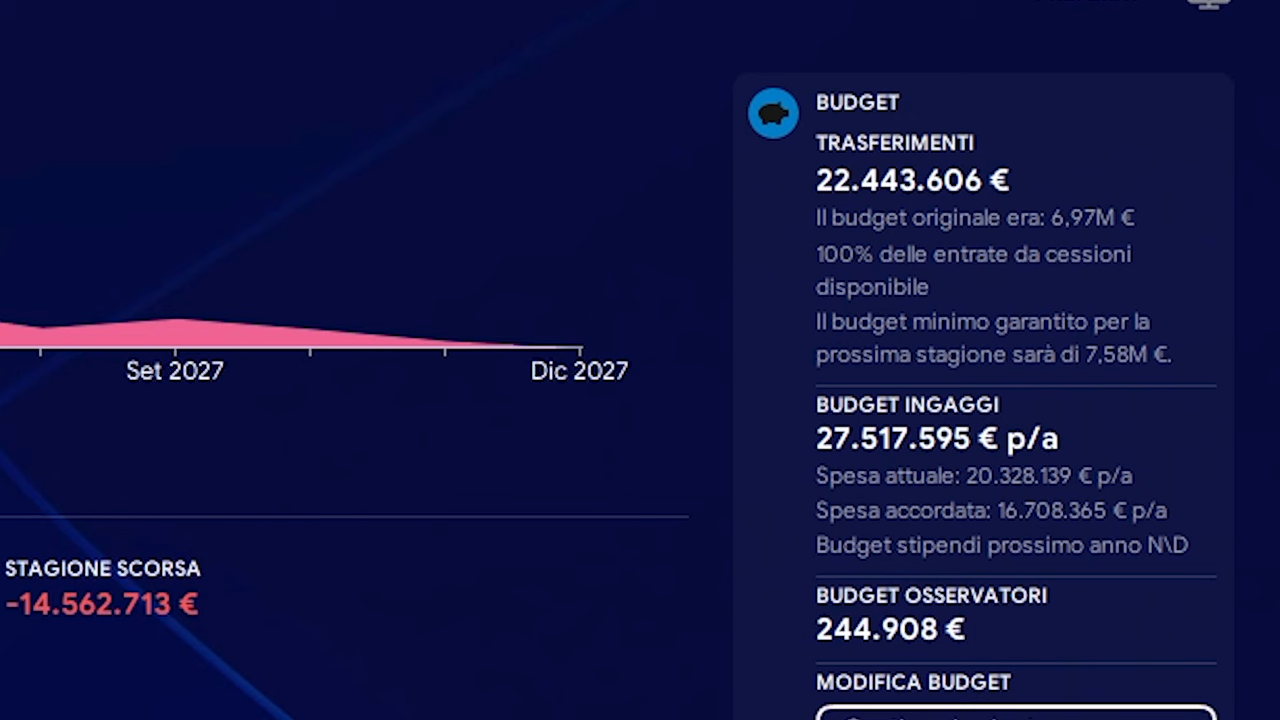 BUDGET
TRASFERIMENTI
22.443.606 €
Il budget originale era: 6,97M €
100% delle entrate da cessioni
disponibile
Il budget minimo garantito per la
prossima stagione sarà di 7,58M €.
Set 2027
Dic 2027
BUDGET INGAGGI
27.517.595 € p/a
Spesa attuale: 20.328.139 € p/a
Spesa accordata: 16.708.365 € p/a
Budget stipendi prossimo anno N\D
STAGIONE SCORSA
-14.562.713 €
BUDGET OSSERVATORI
244.908 €
MODIFICA BUDGET